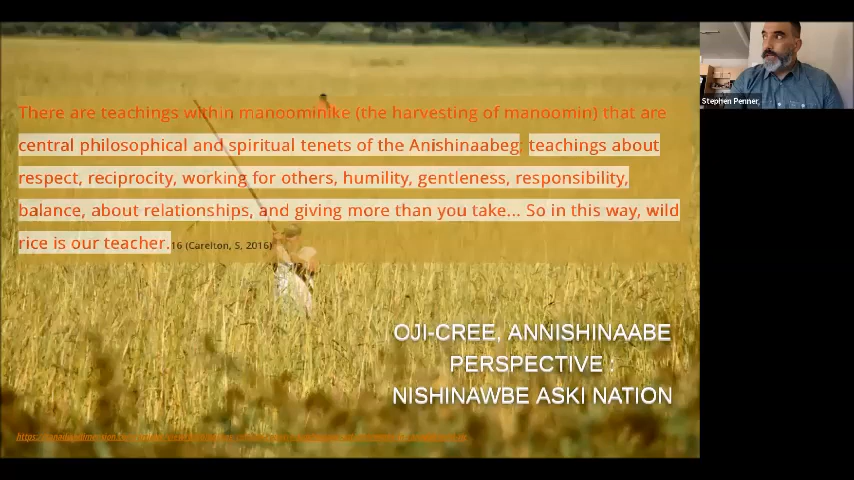 There are teachings within manoominike (the harvesting of manoomin) that are
central philosophical and spiritual tenets of the Anishinaabeg; teachings about
respect, reciprocity, working for others, humility, gentleness, responsibility,
balance, about relationships, and giving more than you take... So in this way, wild
rice is our teacher.16 (Carelton, S, 2016)
OJI-CREE, ANNISHINAABE
PERSPECTIVE :
NISHINAWBE ASKI NATION
Stephen Penner